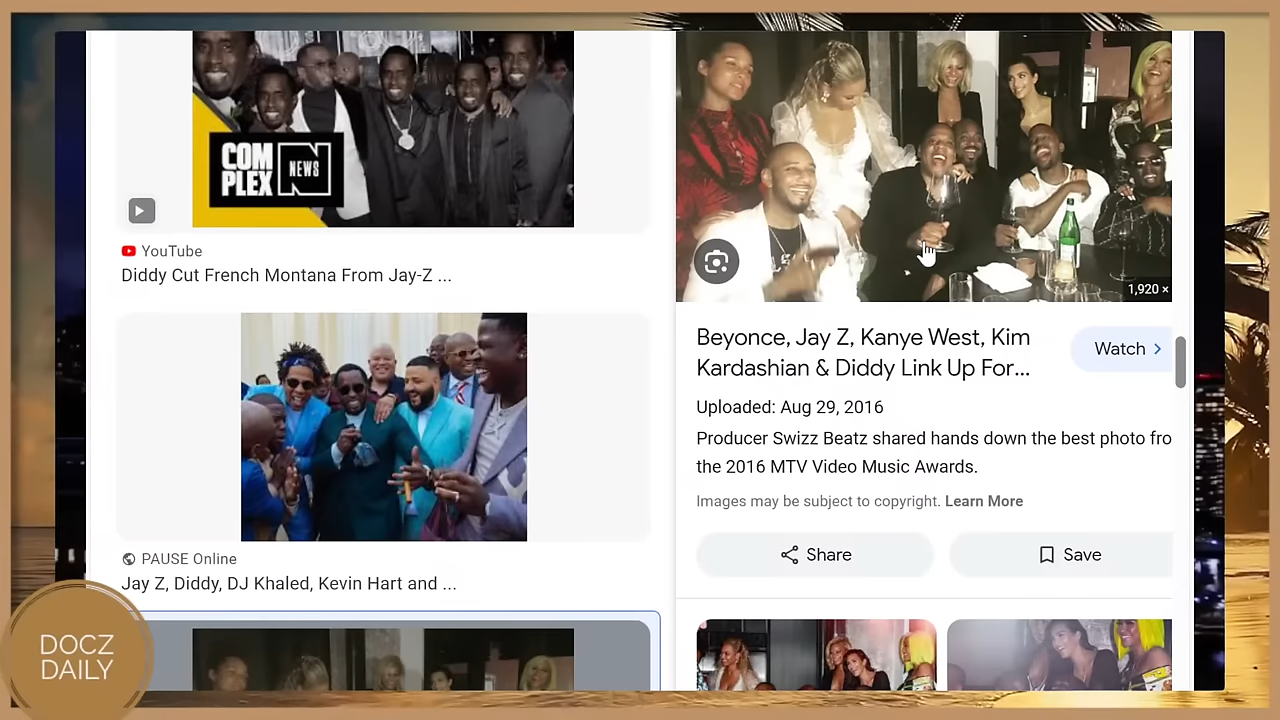 COM
PLEX
NEWS
YouTube
Diddy Cut French Montana From Jay-Z ...
PAUSE Online
Jay Z, Diddy, DJ Khaled, Kevin Hart and ...
DOCZ
DAILY
1,920 ×
Beyonce, Jay Z, Kanye West, Kim
Kardashian & Diddy Link Up For...
Watch
Uploaded: Aug 29, 2016
Producer Swizz Beatz shared hands down the best photo fro
the 2016 MTV Video Music Awards.
Images may be subject to copyright. Learn More
Share
Save